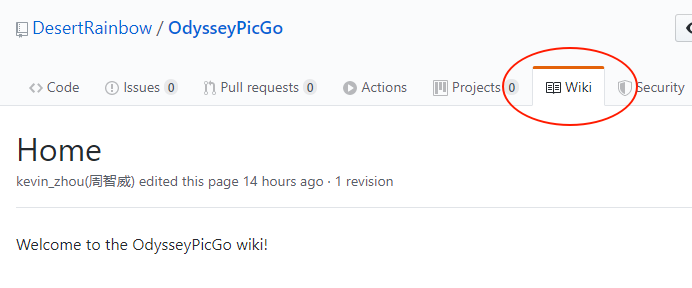 DesertRainbow / OdysseyPicGo
Code Issues 0 Pull requests 0 Actions Projects 0 Wiki Security
Home
kevin_zhou(周智威) edited this page 14 hours ago · 1 revision
Welcome to the OdysseyPicGo wiki!